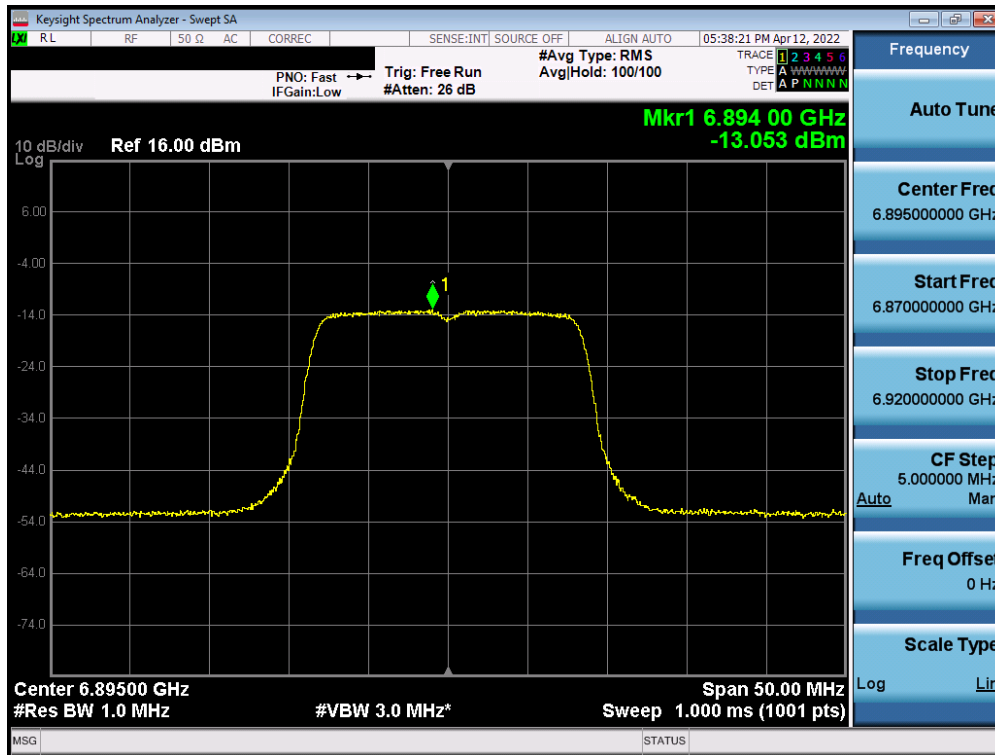 Keysight Spectrum Analyzer - Swept SA
LXI RL RF 50 Ω AC CORREC SENSE:INT SOURCE OFF ALIGN AUTO 05:38:21 PM Apr 12, 2022
Frequency
#Avg Type: RMS
TRACE 1 2 3 4 5 6
PNO: Fast
Trig: Free Run
Avg|Hold: 100/100
TYPE A WWWWW
IFGain:Low
#Atten: 26 dB
DET A P N N N N
Auto Tune
Mkr1 6.894 00 GHz
-13.053 dBm
10 dB/div
Ref 16.00 dBm
Log
Center Freq
6.895000000 GHz
6.00
-4.00
1
Start Freq
6.870000000 GHz
-14.0
-24.0
Stop Freq
6.920000000 GHz
-34.0
-44.0
CF Step
5.000000 MHz
Auto Man
-54.0
-64.0
Freq Offset
0 Hz
-74.0
Scale Type
Log Lin
Center 6.89500 GHz
Span 50.00 MHz
#Res BW 1.0 MHz
#VBW 3.0 MHz*
Sweep 1.000 ms (1001 pts)
MSG
STATUS